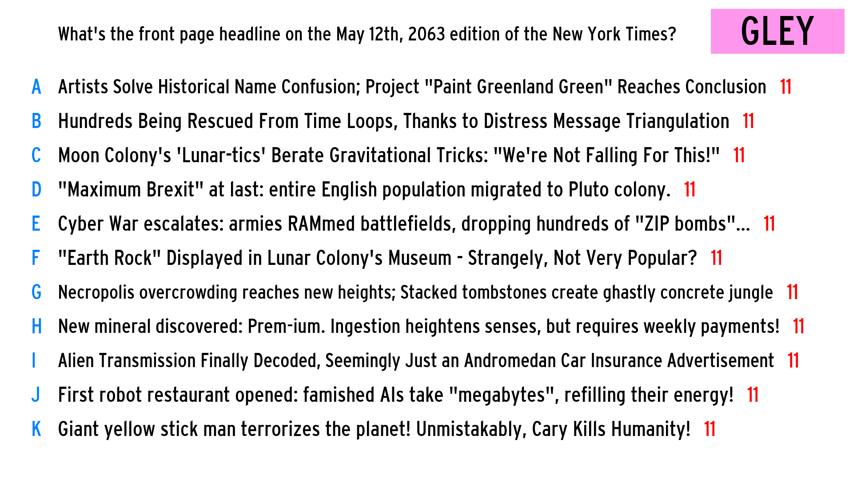 What's the front page headline on the May 12th, 2063 edition of the New York Times?
GLEY
A Artists Solve Historical Name Confusion; Project "Paint Greenland Green" Reaches Conclusion 11
B Hundreds Being Rescued From Time Loops, Thanks to Distress Message Triangulation 11
C Moon Colony's 'Lunar-tics' Berate Gravitational Tricks: "We're Not Falling For This!" 11
D "Maximum Brexit" at last: entire English population migrated to Pluto colony. 11
E Cyber War escalates: armies RAMmed battlefields, dropping hundreds of "ZIP bombs"... 11
F "Earth Rock" Displayed in Lunar Colony's Museum - Strangely, Not Very Popular? 11
G Necropolis overcrowding reaches new heights; Stacked tombstones create ghastly concrete jungle 11
H New mineral discovered: Prem-ium. Ingestion heightens senses, but requires weekly payments! 11
I Alien Transmission Finally Decoded, Seemingly Just an Andromedan Car Insurance Advertisement 11
J First robot restaurant opened: famished AIs take "megabytes", refilling their energy! 11
K Giant yellow stick man terrorizes the planet! Unmistakably, Cary Kills Humanity! 11